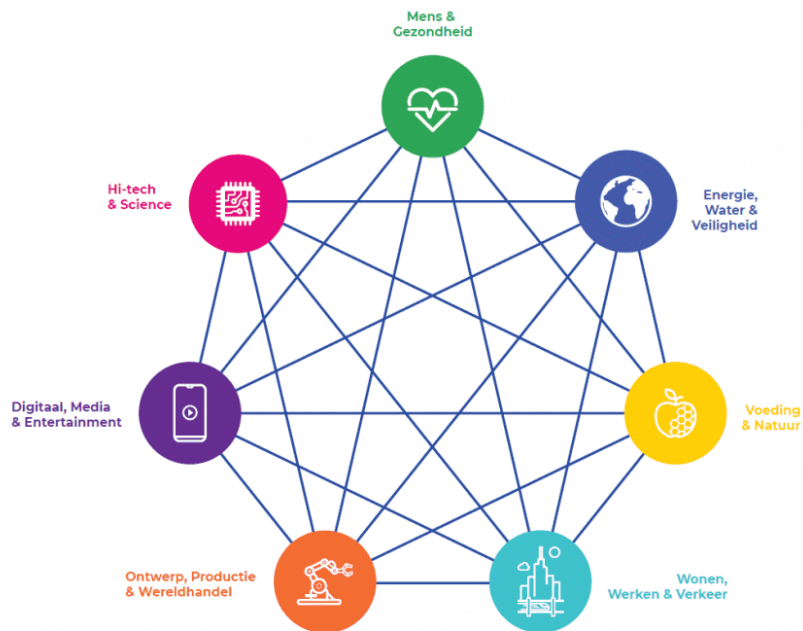 Mens &
Gezondheid
Hi-tech
& Science
Energie,
Water &
Veiligheid
Digitaal, Media
& Entertainment
Voeding
& Natuur
Ontwerp, Productie
& Wereldhandel
Wonen,
Werken & Verkeer